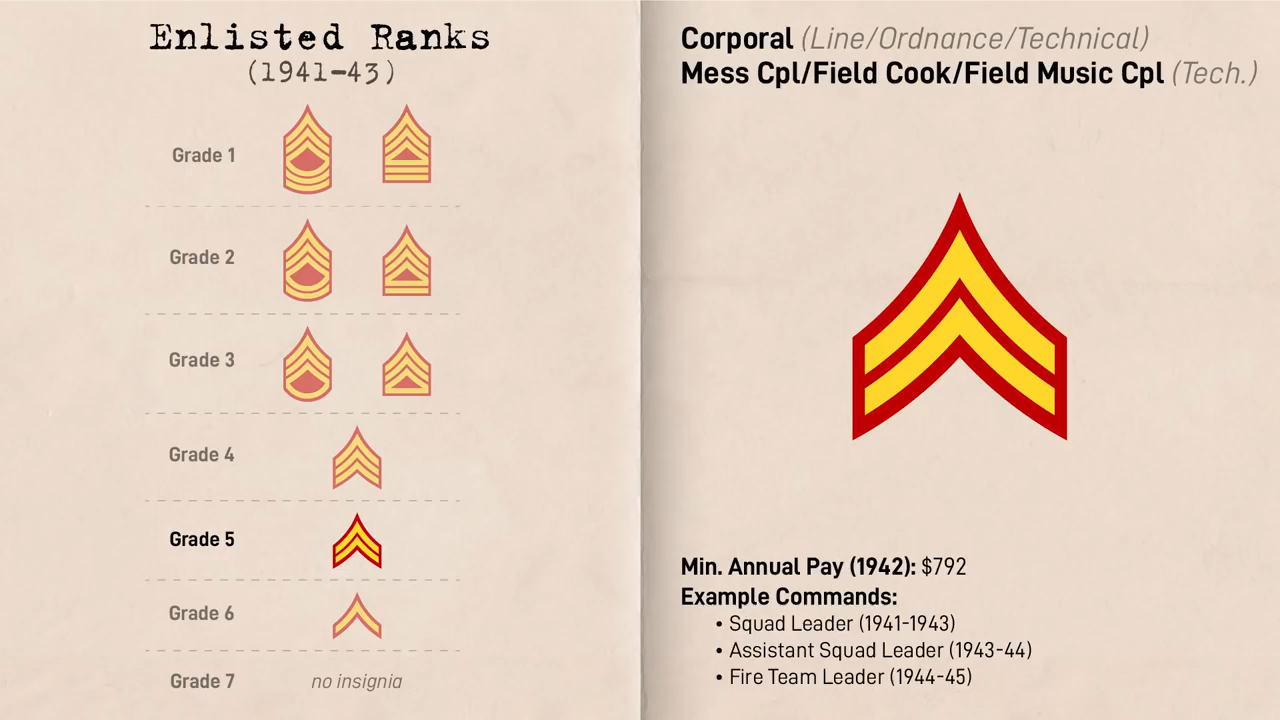 Enlisted Ranks
(1941-43)
Grade 1
Grade 2
Grade 3
Grade 4
Grade 5
Grade 6
Grade 7 no insignia
Corporal (Line/Ordnance/Technical)
Mess Cpl/Field Cook/Field Music Cpl (Tech.)
Min. Annual Pay (1942): $792
Example Commands:
• Squad Leader (1941-1943)
• Assistant Squad Leader (1943-44)
• Fire Team Leader (1944-45)